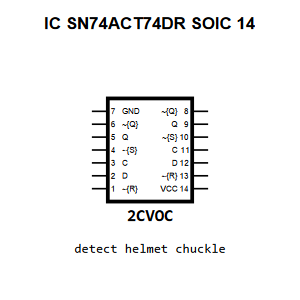 IC SN74ACT74DR SOIC 14
7 GND ~{Q} 8
6 ~{Q} Q 9
5 Q ~{S} 10
4 ~{S} C 11
3 C D 12
2 D ~{R} 13
1 ~{R} VCC 14
2CVOC
detect helmet chuckle